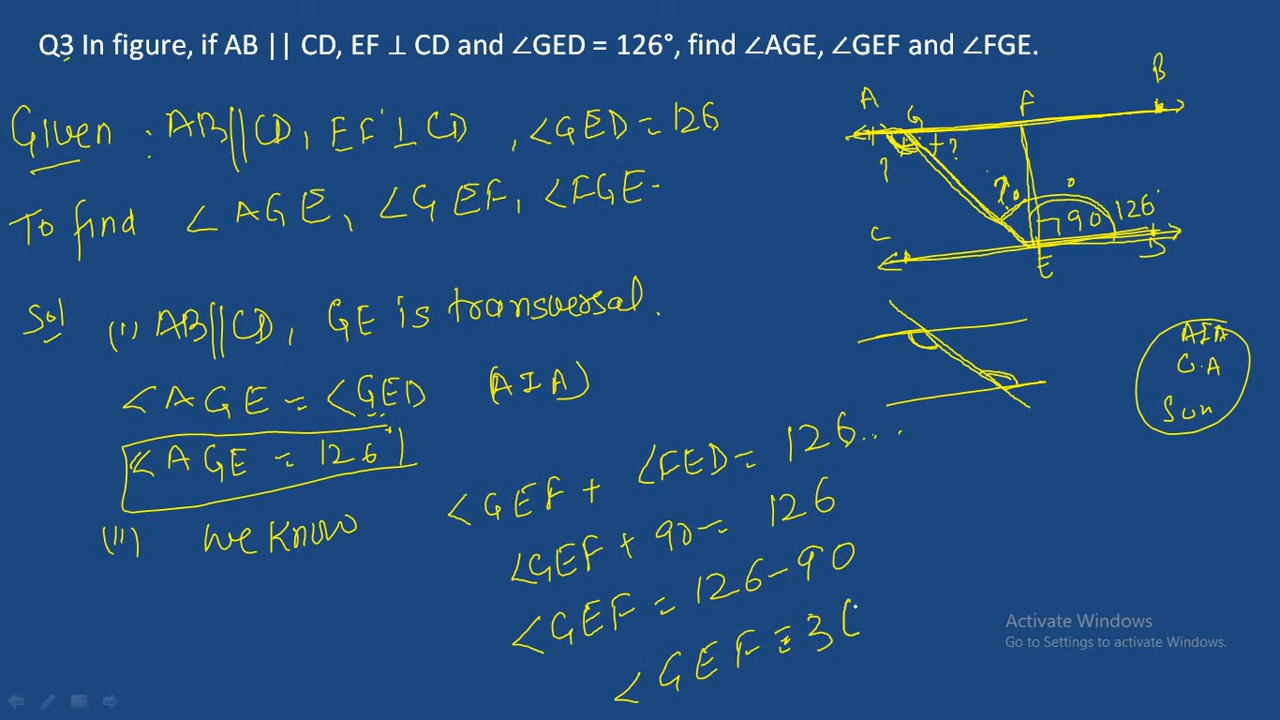 Q3 In figure, if AB || CD, EF ⊥ CD and ∠GED = 126°, find ∠AGE, ∠GEF and ∠FGE.
Given : AB||CD, EF ⊥ CD, ∠GED = 126
To find ∠AGE, ∠GEF, ∠FGE
Sol (i) AB||CD, GE is transversal.
∠AGE = ∠GED (AIA)
∠AGE = 126°
(ii) We know
∠GEF + ∠FED = 126...
∠GEF + 90 = 126
∠GEF = 126 - 90
∠GEF = 3
A G F B
? + ?
?
90 126°
C E D
AIA
C.A
Sum
Activate Windows
Go to Settings to activate Windows.